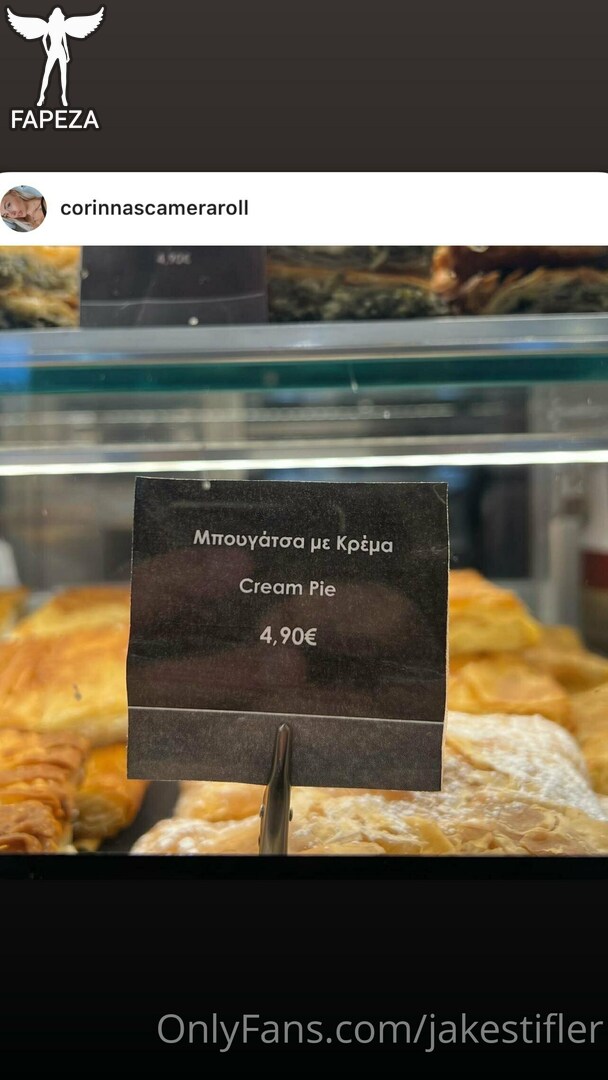 FAPEZA
corinnascameraroll
4,90€
Μπουγάτσα με Κρέμα
Cream Pie
4,90€
OnlyFans.com/jakestifler